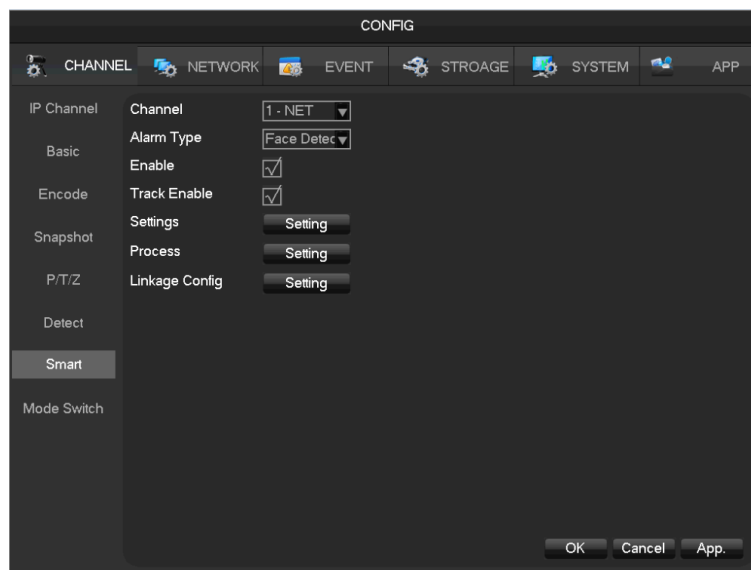 CONFIG
CHANNEL NETWORK EVENT STROAGE SYSTEM APP
IP Channel
Basic
Encode
Snapshot
P/T/Z
Detect
Smart
Mode Switch
Channel 1 - NET
Alarm Type Face Detec
Enable
Track Enable
Settings Setting
Process Setting
Linkage Config Setting
OK Cancel App.